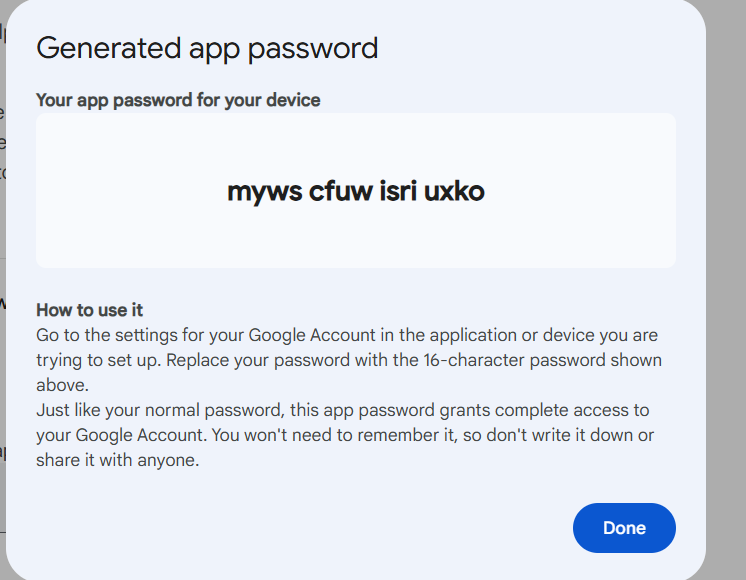 Generated app password
Your app password for your device
myws cfuw isri uxko
How to use it
Go to the settings for your Google Account in the application or device you are
trying to set up. Replace your password with the 16-character password shown
above.
Just like your normal password, this app password grants complete access to
your Google Account. You won't need to remember it, so don't write it down or
share it with anyone.
Done